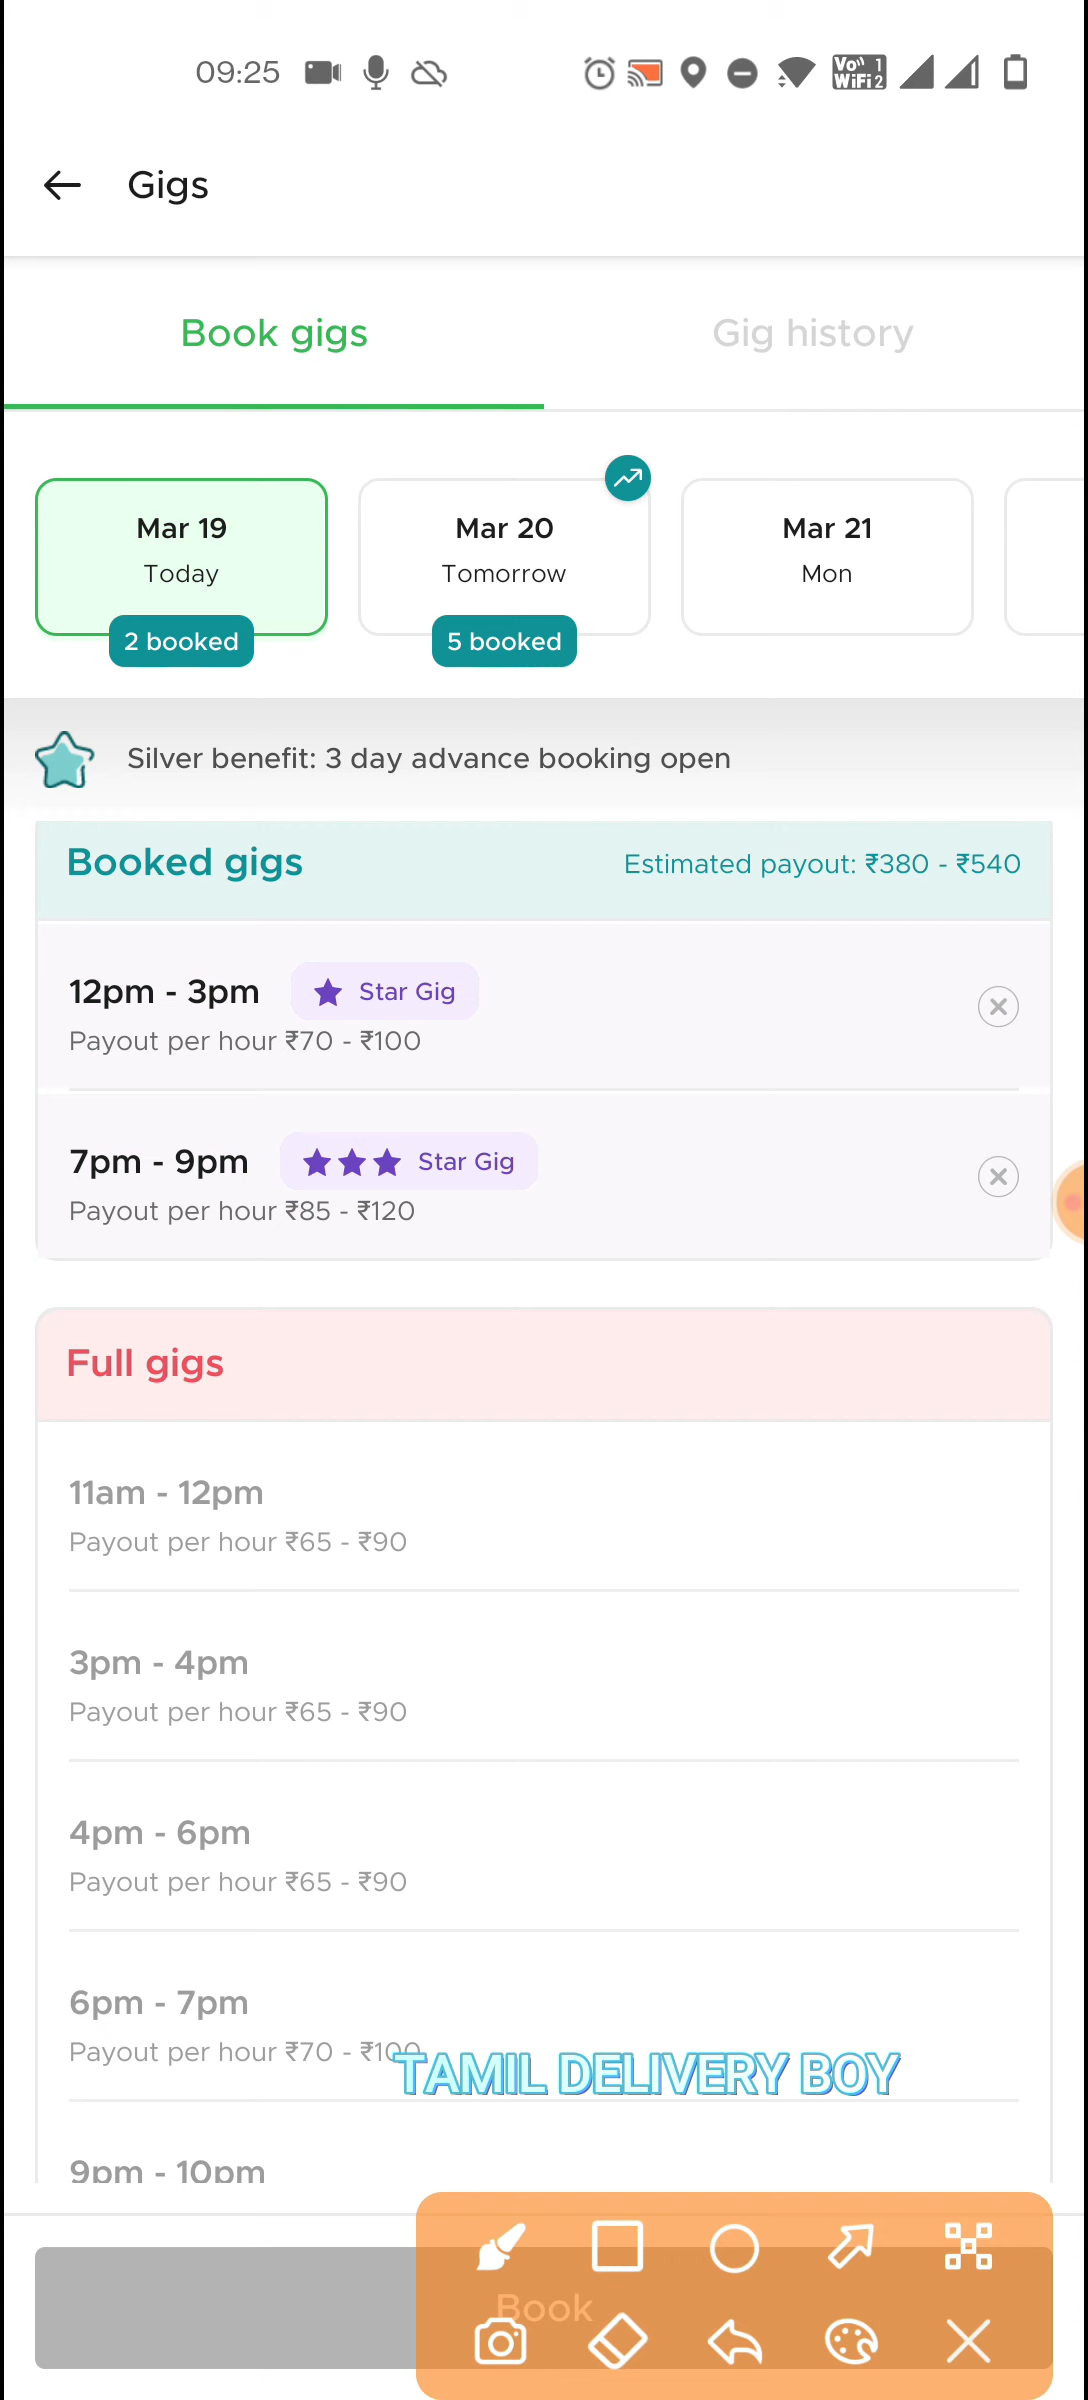 09:25
Vo 1
WiFi 2
Gigs
Book gigs
Gig history
Mar 19
Today
2 booked
Mar 20
Tomorrow
5 booked
Mar 21
Mon
Silver benefit: 3 day advance booking open
Booked gigs
Estimated payout: ₹380 - ₹540
12pm - 3pm
Star Gig
Payout per hour ₹70 - ₹100
7pm - 9pm
Star Gig
Payout per hour ₹85 - ₹120
Full gigs
11am - 12pm
Payout per hour ₹65 - ₹90
3pm - 4pm
Payout per hour ₹65 - ₹90
4pm - 6pm
Payout per hour ₹65 - ₹90
6pm - 7pm
Payout per hour ₹70 - ₹100
TAMIL DELIVERY BOY
9pm - 10pm
Book